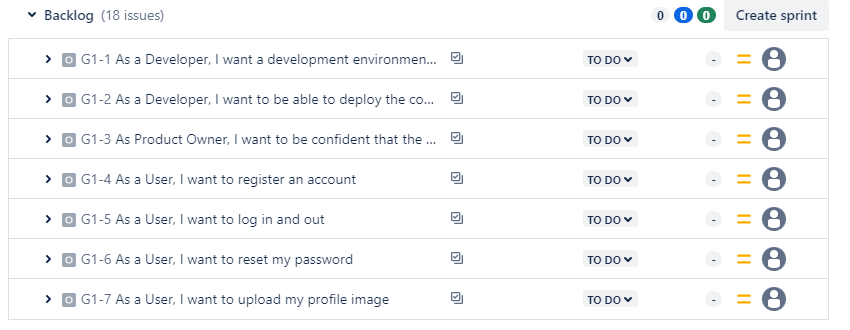 Backlog (18 issues) 0 0 0 Create sprint
G1-1 As a Developer, I want a development environmen... TO DO -
G1-2 As a Developer, I want to be able to deploy the co... TO DO -
G1-3 As Product Owner, I want to be confident that the ... TO DO -
G1-4 As a User, I want to register an account TO DO -
G1-5 As a User, I want to log in and out TO DO -
G1-6 As a User, I want to reset my password TO DO -
G1-7 As a User, I want to upload my profile image TO DO -